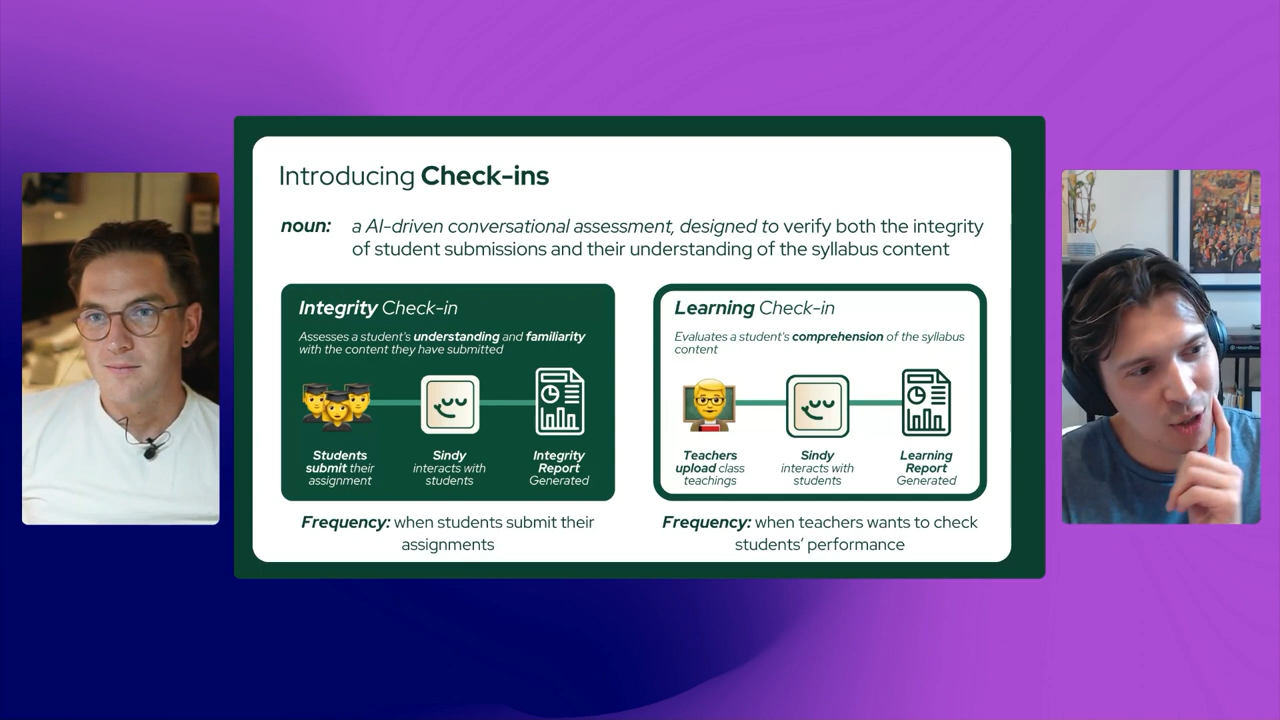 Introducing Check-ins
noun: a AI-driven conversational assessment, designed to verify both the integrity
of student submissions and their understanding of the syllabus content
Integrity Check-in
Assesses a student's understanding and familiarity
with the content they have submitted
Students
submit their
assignment
Sindy
interacts with
students
Integrity
Report
Generated
Frequency: when students submit their
assignments
Learning Check-in
Evaluates a student's comprehension of the syllabus
content
Teachers
upload class
teachings
Sindy
interacts with
students
Learning
Report
Generated
Frequency: when teachers wants to check
students' performance